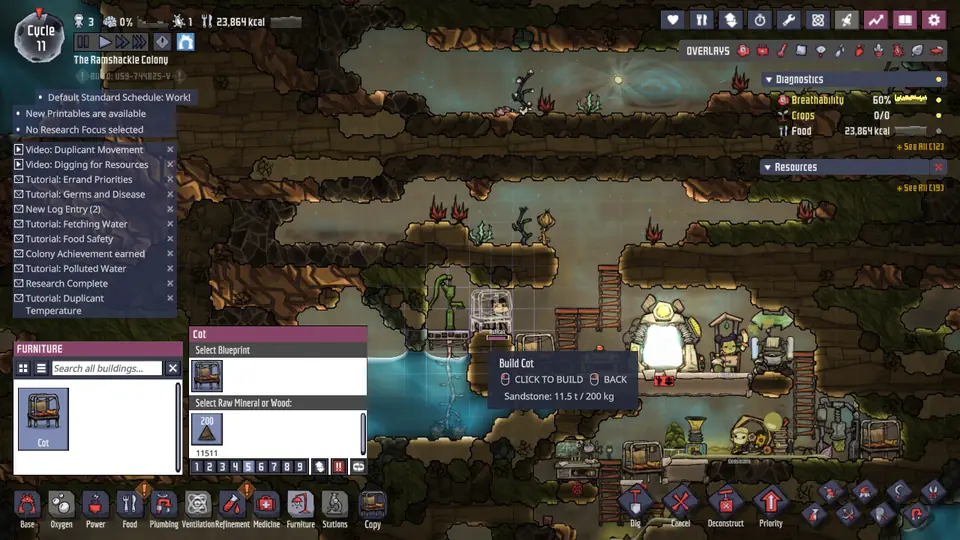 Cycle
11
3
0%
1
23,864 kcal
The Ramshackle Colony
BUILD: U59-744825-V
Default Standard Schedule: Work!
New Printables are available
No Research Focus selected
Video: Duplicant Movement
Video: Digging for Resources
Tutorial: Errand Priorities
Tutorial: Germs and Disease
New Log Entry (2)
Tutorial: Fetching Water
Tutorial: Food Safety
Colony Achievement earned
Tutorial: Polluted Water
Research Complete
Tutorial: Duplicant
Temperature
OVERLAYS
Diagnostics
Breathability 60%
Crops 0/0
Food 23,864 kcal
+ See All (12)
Resources
+ See All (19)
FURNITURE
Search all buildings...
Cot
Cot
Select Blueprint
Select Raw Mineral or Wood:
200
11511
1 2 3 4 5 6 7 8 9 !!
Build Cot
CLICK TO BUILD BACK
Sandstone: 11.5 t / 200 kg
Base
Oxygen
Power
Food
Plumbing
Ventilation
Refinement
Medicine
Furniture
Stations
Copy
Dig
Cancel
Deconstruct
Priority